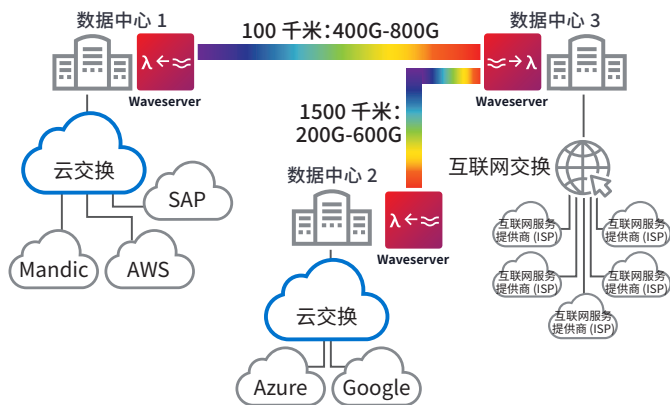 数据中心 1
100 千米：400G-800G
数据中心 3
λ←≈
≈→λ
Waveserver
Waveserver
1500 千米：
200G-600G
云交换
互联网交换
数据中心 2
SAP
λ←≈
Mandic
AWS
Waveserver
互联网服务
提供商 (ISP)
互联网服务
提供商 (ISP)
互联网服务
提供商 (ISP)
互联网服务
提供商 (ISP)
互联网服务
提供商 (ISP)
云交换
Azure
Google